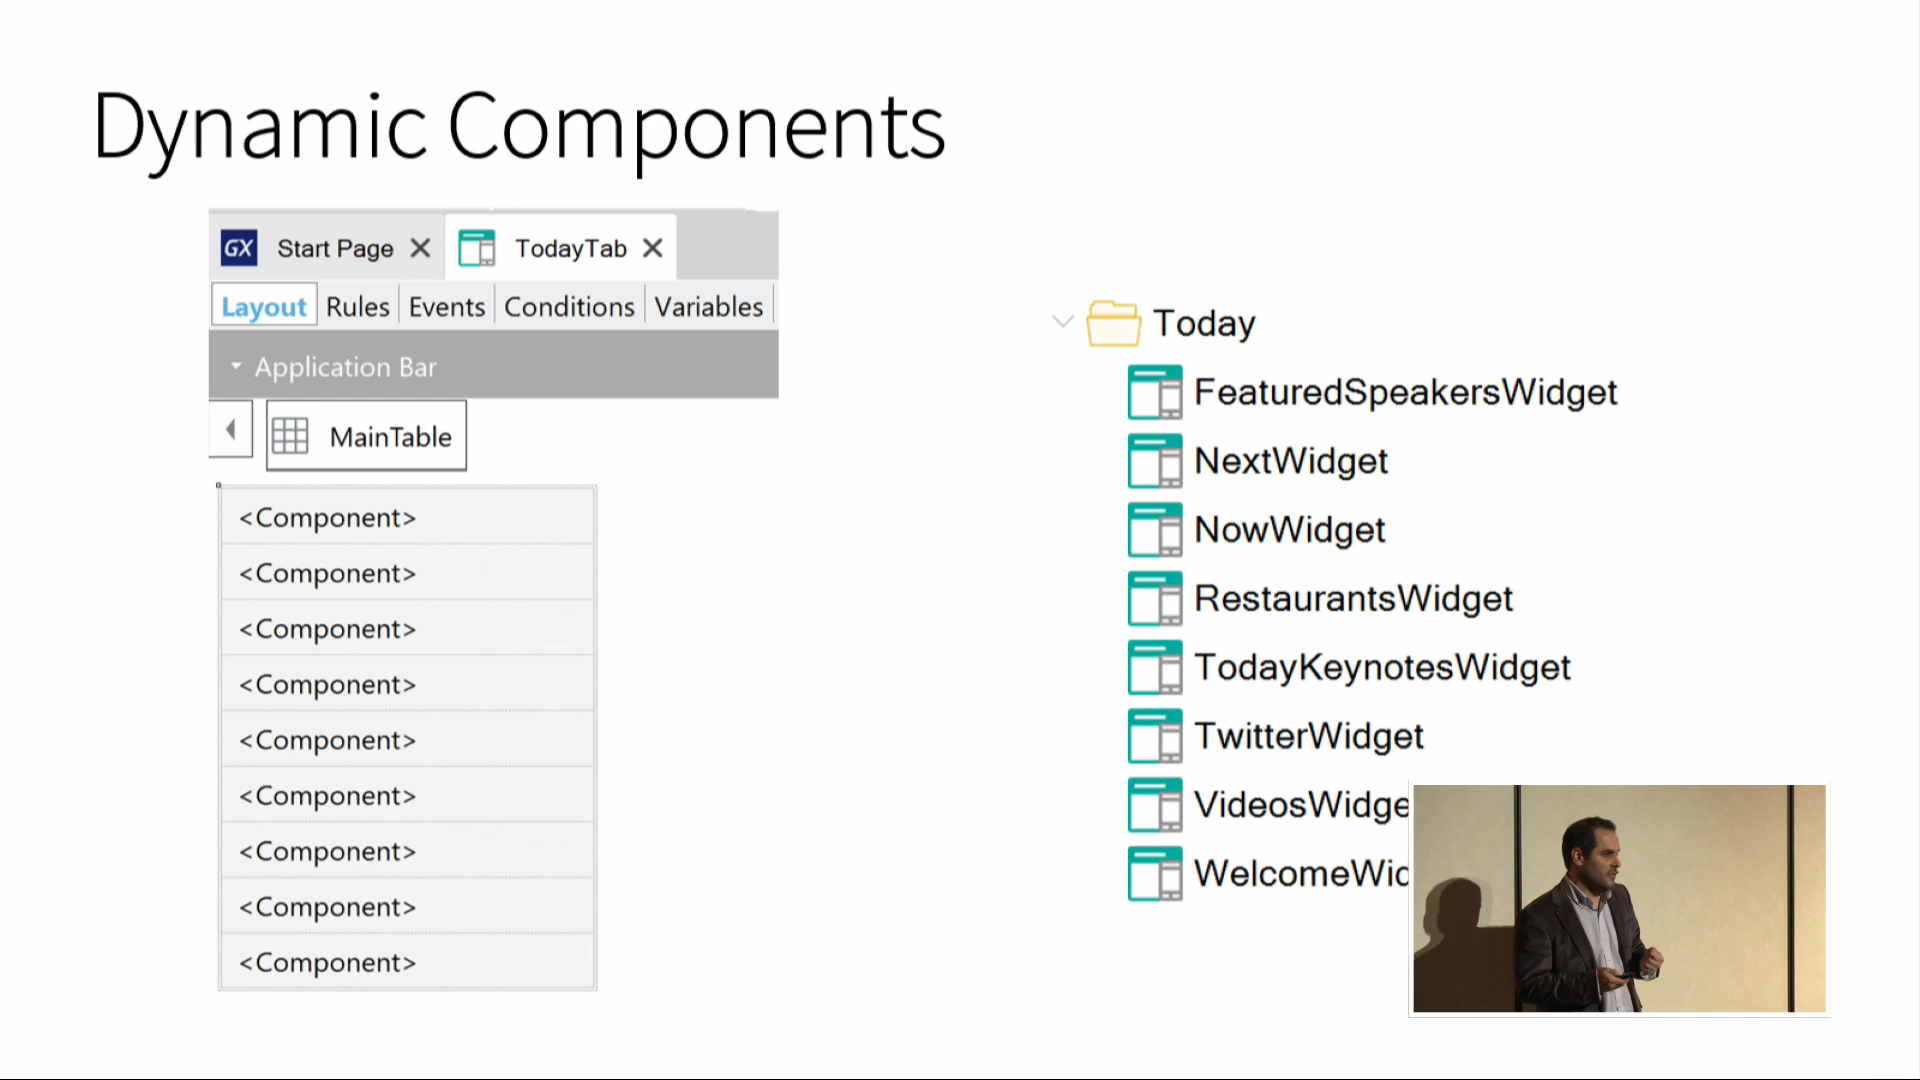 Dynamic Components
GX Start Page TodayTab
Layout Rules Events Conditions Variables
Application Bar
MainTable
<Component>
<Component>
<Component>
<Component>
<Component>
<Component>
<Component>
<Component>
<Component>
Today
FeaturedSpeakersWidget
NextWidget
NowWidget
RestaurantsWidget
TodayKeynotesWidget
TwitterWidget
VideosWidge
WelcomeWid